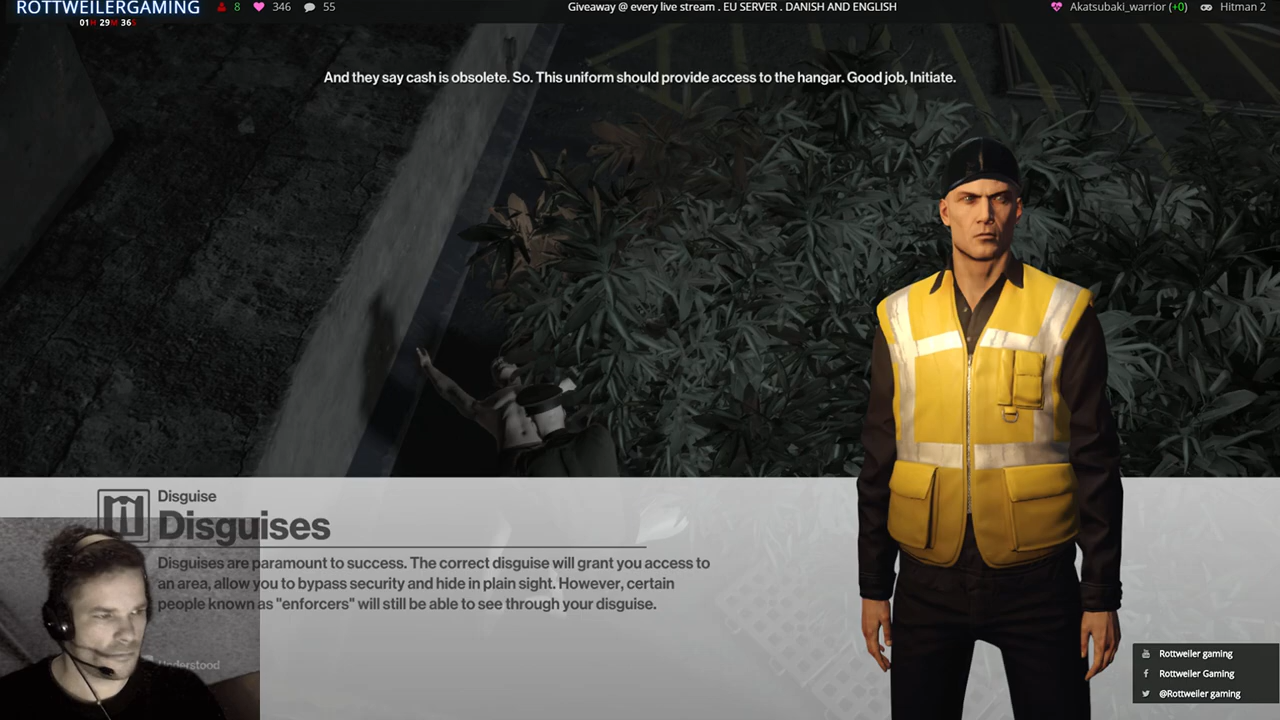 ROTTWEILERGAMING
8
346
55
Giveaway @ every live stream . EU SERVER . DANISH AND ENGLISH
Akatsubaki_warrior (+0)
Hitman 2
01H 29M 36S
And they say cash is obsolete. So. This uniform should provide access to the hangar. Good job, Initiate.
Disguise
Disguises
Disguises are paramount to success. The correct disguise will grant you access to
an area, allow you to bypass security and hide in plain sight. However, certain
people known as "enforcers" will still be able to see through your disguise.
Understood
Rottweiler gaming
Rottweiler Gaming
@Rottweiler gaming